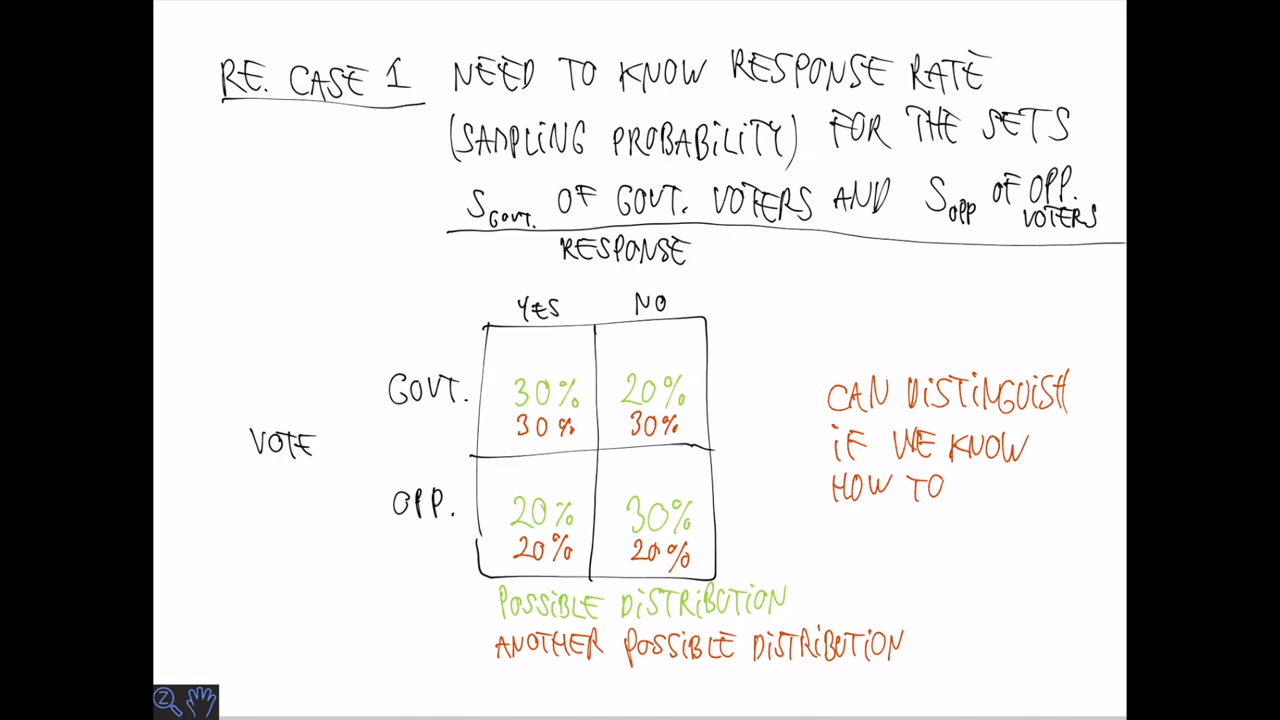 RE. CASE 1 NEED TO KNOW RESPONSE RATE
(SAMPLING PROBABILITY) FOR THE SETS
S GOVT. OF GOVT. VOTERS AND S OPP OF OPP. VOTERS
RESPONSE
YES NO
GOVT. 30% 20%
30% 30%
VOTE
OPP. 20% 30%
20% 20%
POSSIBLE DISTRIBUTION
ANOTHER POSSIBLE DISTRIBUTION
CAN DISTINGUISH
IF WE KNOW
HOW TO
Z